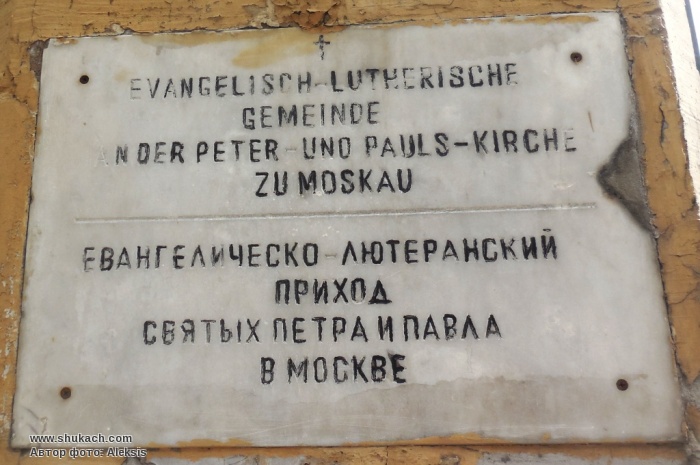 EVANGELISCH-LUTHERISCHE
GEMEINDE
AN DER PETER-UND PAULS-KIRCHE
ZU MOSKAU
ЕВАНГЕЛИЧЕСКО-ЛЮТЕРАНСКИЙ
ПРИХОД
СВЯТЫХ ПЕТРА И ПАВЛА
В МОСКВЕ
www.shukach.com
Автор фото: Aleksis